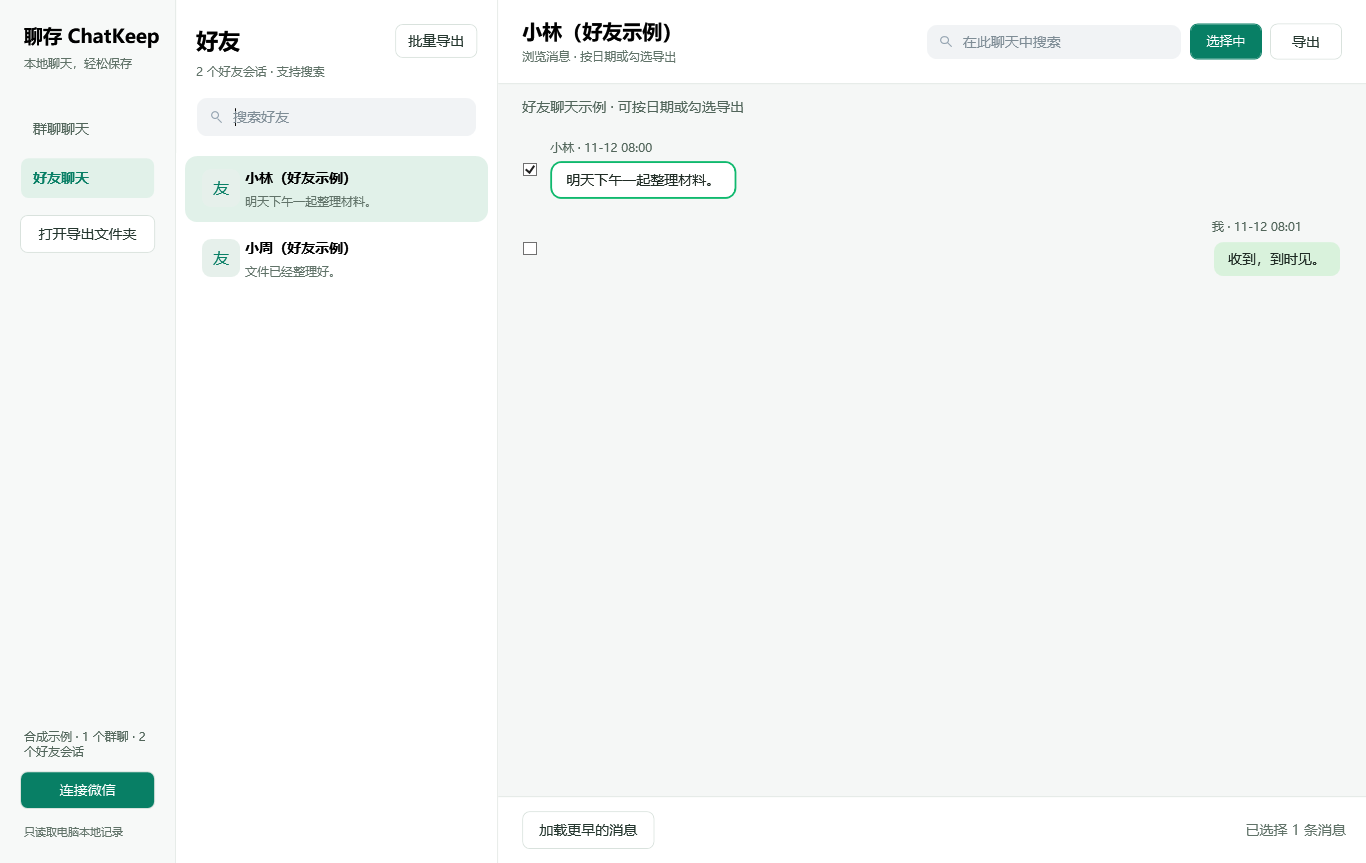 聊存 ChatKeep
本地聊天，轻松保存
群聊聊天
好友聊天
打开导出文件夹
合成示例 · 1 个群聊 · 2
个好友会话
连接微信
只读取电脑本地记录
好友
批量导出
2 个好友会话 · 支持搜索
搜索好友
友
小林（好友示例）
明天下午一起整理材料。
友
小周（好友示例）
文件已经整理好。
小林（好友示例）
浏览消息 · 按日期或勾选导出
在此聊天中搜索
选择中
导出
好友聊天示例 · 可按日期或勾选导出
小林 · 11-12 08:00
明天下午一起整理材料。
我 · 11-12 08:01
收到，到时见。
加载更早的消息
已选择 1 条消息